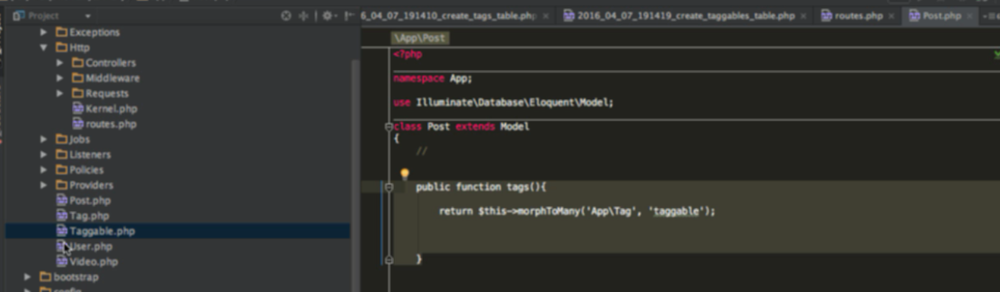 Project
Exceptions
Http
Controllers
Middleware
Requests
Kernel.php
routes.php
Jobs
Listeners
Policies
Providers
Post.php
Tag.php
Taggable.php
User.php
Video.php
bootstrap
config
6_04_07_191410_create_tags_table.php
2016_04_07_191419_create_taggables_table.php
routes.php
Post.php
\App\Post
<?php
namespace App;
use Illuminate\Database\Eloquent\Model;
class Post extends Model
{
//
public function tags(){
return $this->morphToMany('App\Tag', 'taggable');
}